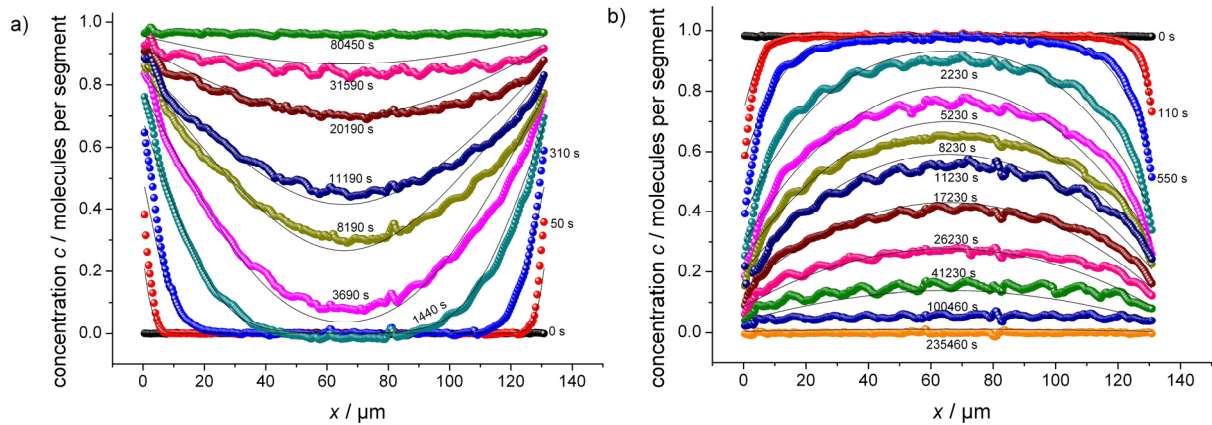 a)
concentration c / molecules per segment
1.0
0.8
0.6
0.4
0.2
0.0
80450 s
31590 s
20190 s
11190 s
8190 s
3690 s
1440 s
310 s
50 s
0 s
0 20 40 60 80 100 120 140
x / µm
b)
concentration c / molecules per segment
1.0
0.8
0.6
0.4
0.2
0.0
0 s
110 s
550 s
2230 s
5230 s
8230 s
11230 s
17230 s
26230 s
41230 s
100460 s
235460 s
0 20 40 60 80 100 120 140
x / µm